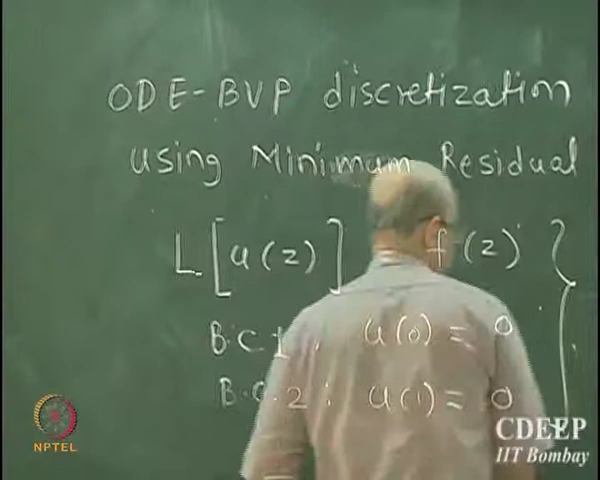 ODE-BVP discretization
using Minimum Residual
L[u(z)] f(z)
B.C.1: u(0) = 0
B.C.2: u(1) = 0
NPTEL
CDEEP
IIT Bombay